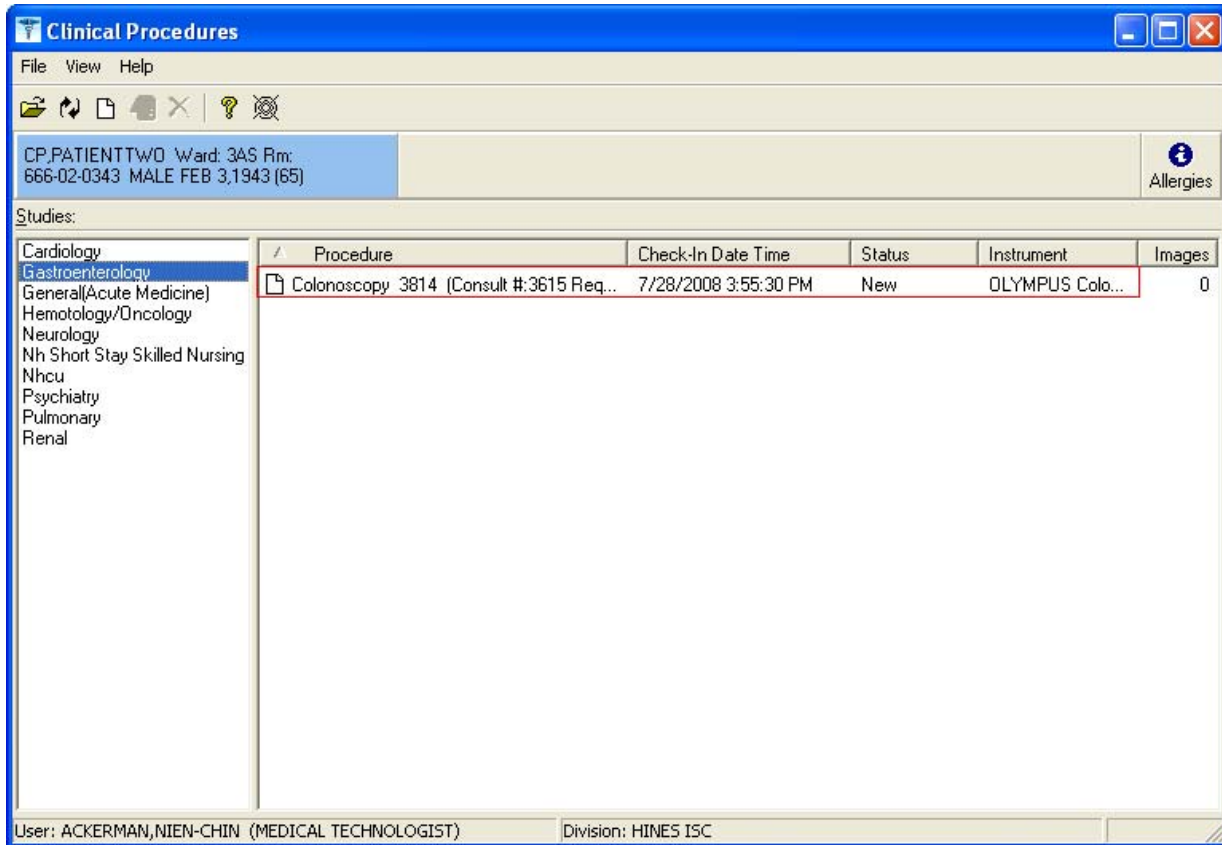 Clinical Procedures
File View Help
CP,PATIENTTWO Ward: 3AS Rm:
666-02-0343 MALE FEB 3,1943 (65)
Allergies
Studies:
Procedure Check-In Date Time Status Instrument Images
Cardiology
Gastroenterology
General(Acute Medicine)
Hemotology/Oncology
Neurology
Nh Short Stay Skilled Nursing
Nhcu
Psychiatry
Pulmonary
Renal
Colonoscopy 3814 (Consult #:3615 Req... 7/28/2008 3:55:30 PM New OLYMPUS Colo... 0
User: ACKERMAN,NIEN-CHIN (MEDICAL TECHNOLOGIST) Division: HINES ISC